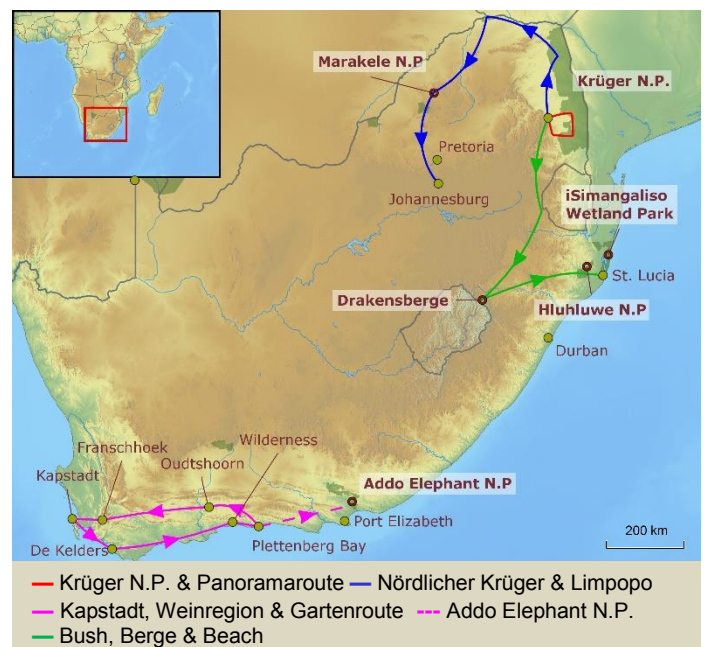 Marakele N.P
Krüger N.P.
Pretoria
Johannesburg
iSimangaliso
Wetland Park
St. Lucia
Drakensberge
Hluhluwe N.P
Durban
Wilderness
Franschhoek
Oudtshoorn
Kapstadt
Addo Elephant N.P
Port Elizabeth
De Kelders
Plettenberg Bay
200 km
Krüger N.P. & Panoramaroute
Nördlicher Krüger & Limpopo
Kapstadt, Weinregion & Gartenroute
Addo Elephant N.P.
Bush, Berge & Beach